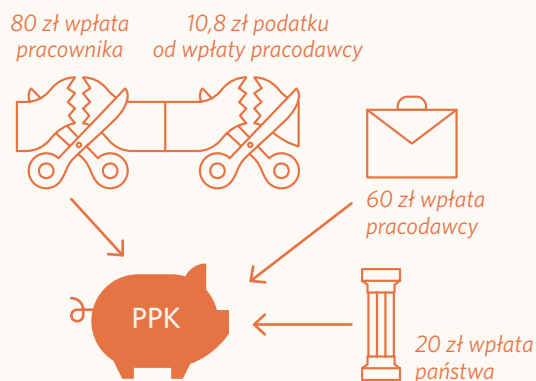 80 zł wpłata
pracownika
10,8 zł podatku
od wpłaty pracodawcy
60 zł wpłata
pracodawcy
PPK
20 zł wpłata
państwa